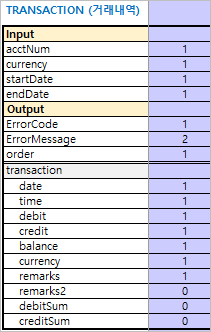 TRANSACTION (거래내역)
Input
acctNum 1
currency 1
startDate 1
endDate 1
Output
ErrorCode 1
ErrorMessage 2
order 1
transaction
date 1
time 1
debit 1
credit 1
balance 1
currency 1
remarks 1
remarks2 0
debitSum 0
creditSum 0